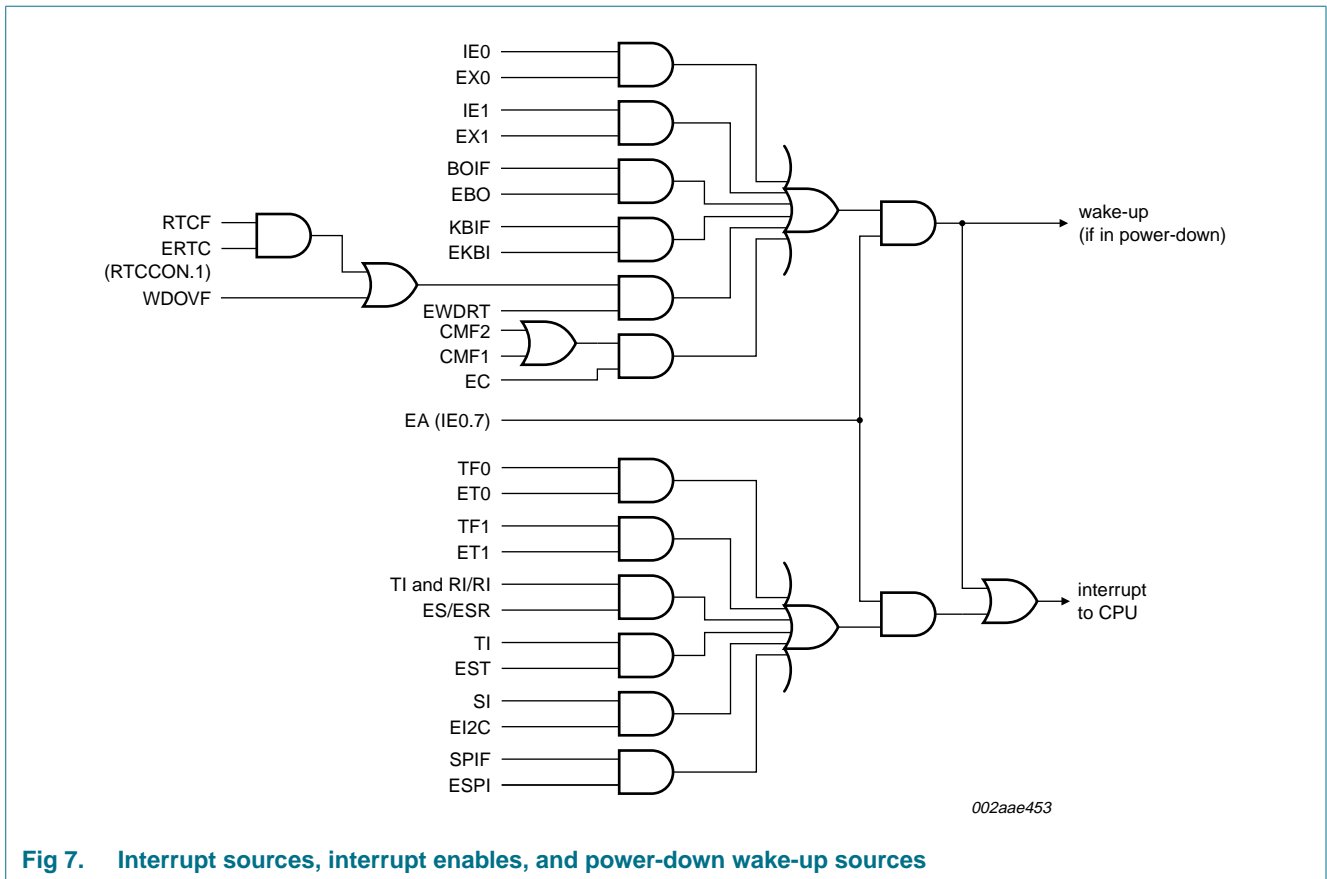 IE0
EX0
IE1
EX1
BOIF
EBO
RTCF
KBIF
ERTC
EKBI
(RTCCON.1)
WDOVF
EWDRT
CMF2
CMF1
EC
wake-up
(if in power-down)
EA (IE0.7)
TF0
ET0
TF1
ET1
TI and RI/RI
ES/ESR
TI
EST
SI
EI2C
SPIF
ESPI
interrupt
to CPU
002aae453
Fig 7. Interrupt sources, interrupt enables, and power-down wake-up sources